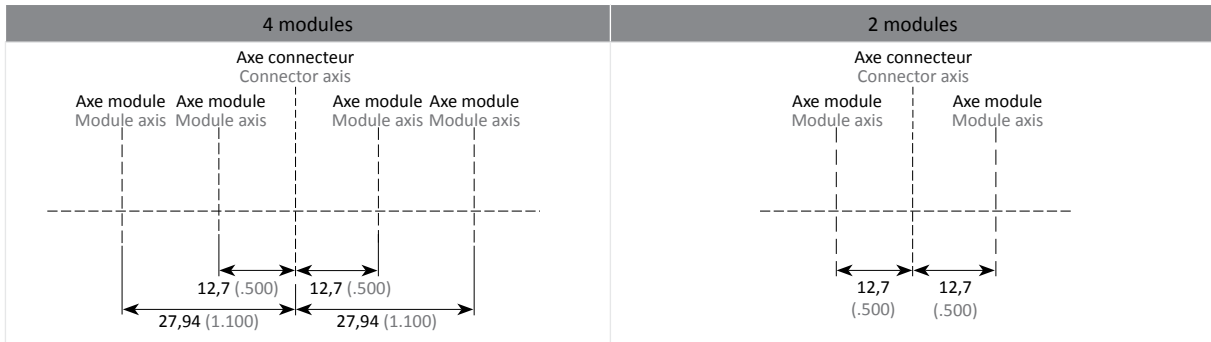 4 modules
2 modules
Axe connecteur
Connector axis
Axe module Axe module Axe module Axe module
Module axis Module axis Module axis Module axis
12,7 (.500) 12,7 (.500)
27,94 (1.100) 27,94 (1.100)
Axe connecteur
Connector axis
Axe module Axe module
Module axis Module axis
12,7 12,7
(.500) (.500)